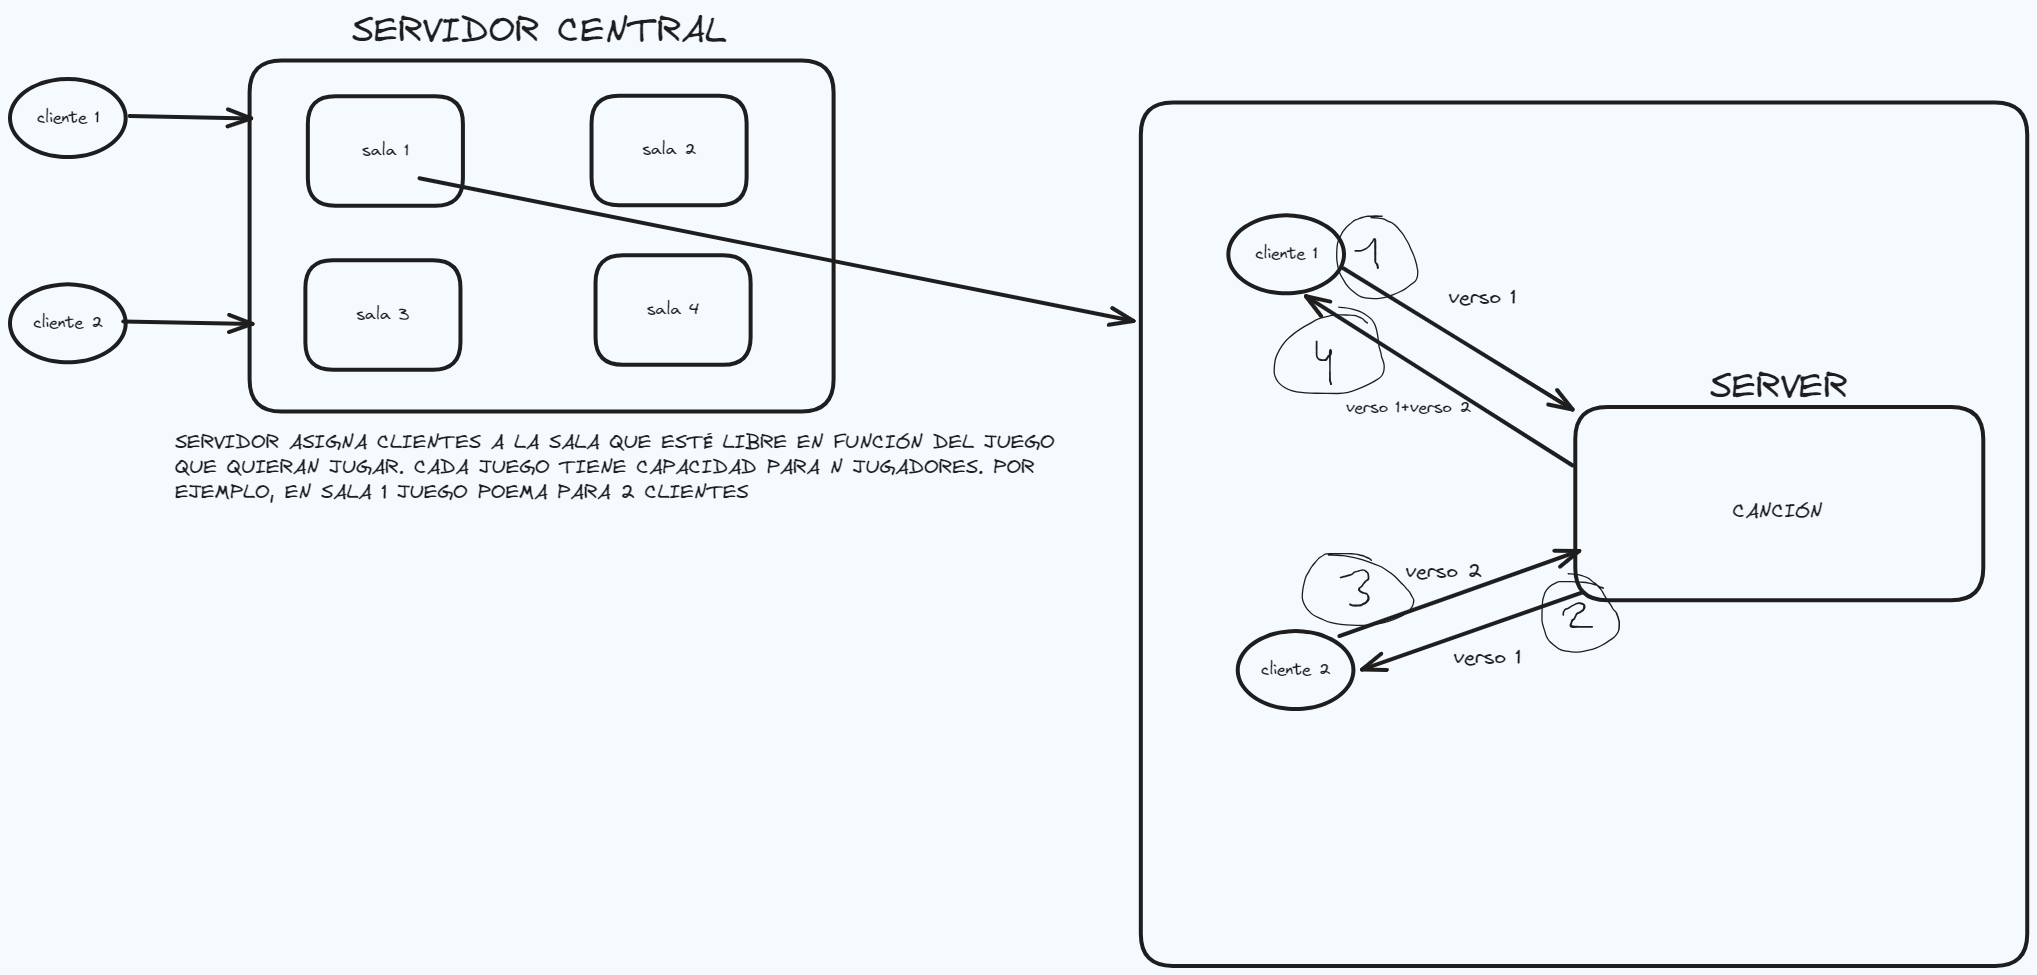 SERVIDOR CENTRAL
cliente 1
sala 1
sala 2
cliente 2
sala 3
sala 4
SERVIDOR ASIGNA CLIENTES A LA SALA QUE ESTÉ LIBRE EN FUNCIÓN DEL JUEGO
QUE QUIERAN JUGAR. CADA JUEGO TIENE CAPACIDAD PARA N JUGADORES. POR
EJEMPLO, EN SALA 1 JUEGO POEMA PARA 2 CLIENTES
cliente 1
1
verso 1
4
verso 1+verso 2
SERVER
CANCIÓN
3
verso 2
2
verso 1
cliente 2